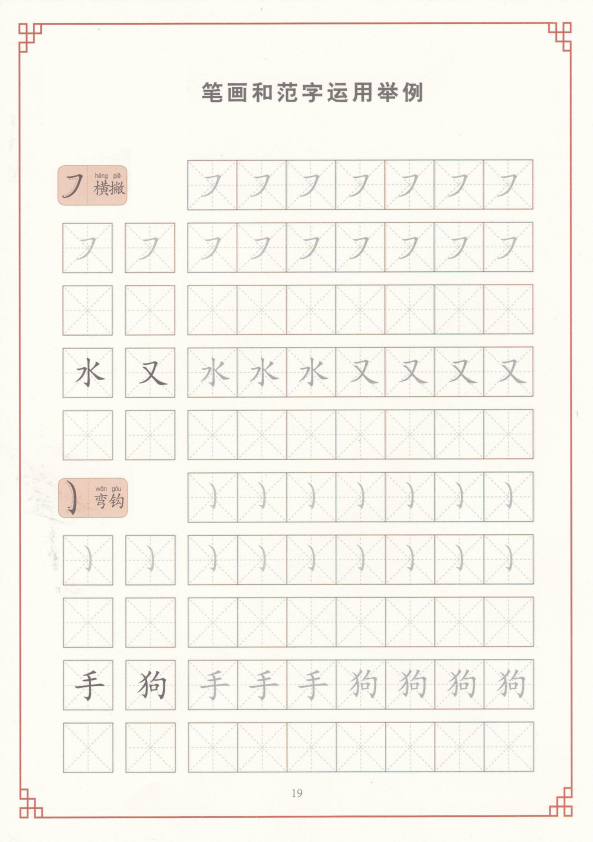 笔画和范字运用举例
héng piě
㇇ 横撇 ㇇ ㇇ ㇇ ㇇ ㇇ ㇇ ㇇
㇇ ㇇ ㇇ ㇇ ㇇ ㇇ ㇇ ㇇ ㇇
水 又 水 水 水 又 又 又 又
wān gōu
㇁ 弯钩 ㇁ ㇁ ㇁ ㇁ ㇁ ㇁ ㇁
㇁ ㇁ ㇁ ㇁ ㇁ ㇁ ㇁ ㇁ ㇁
手 狗 手 手 手 狗 狗 狗 狗
19